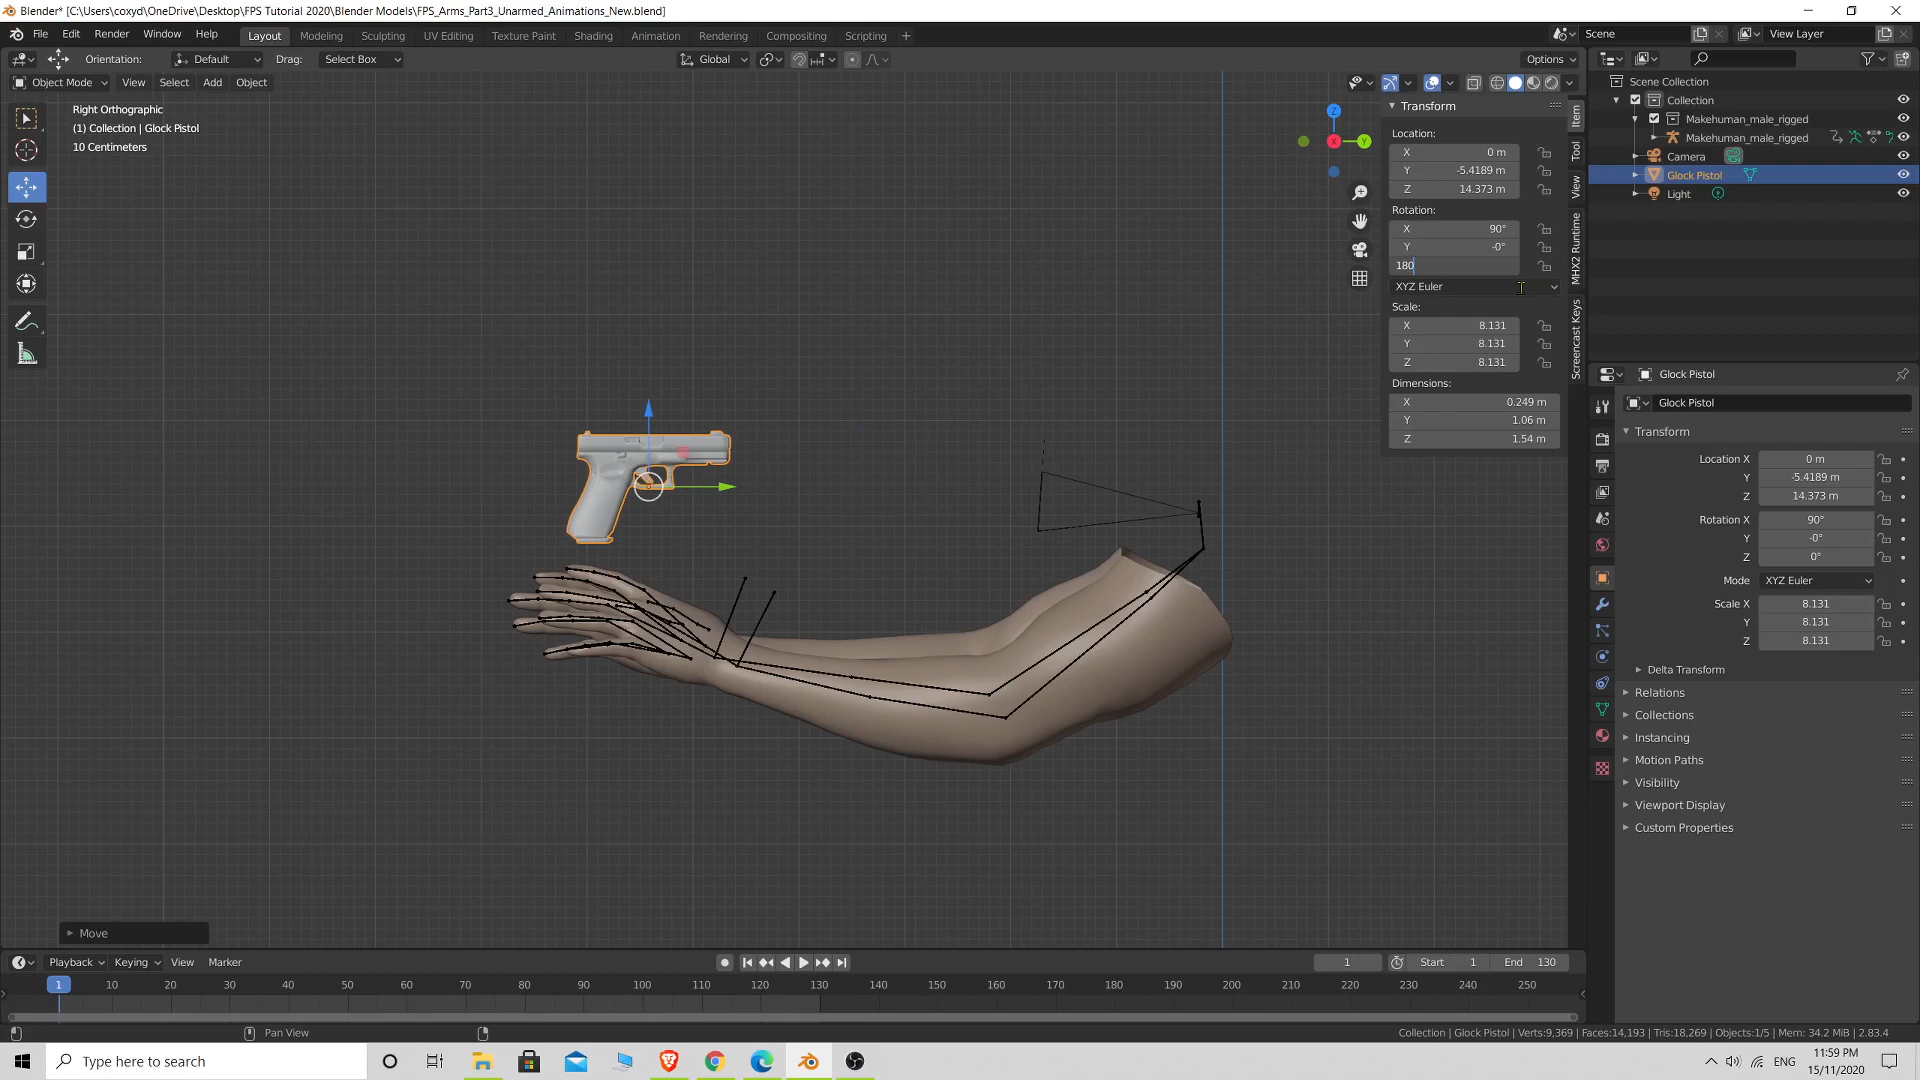 Blender* [C:\Users\coxyd\OneDrive\Desktop\FPS Tutorial 2020\Blender Models\FPS_Arms_Part3_Unarmed_Animations_New.blend]
File Edit Render Window Help Layout Modeling Sculpting UV Editing Texture Paint Shading Animation Rendering Compositing Scripting + Scene View Layer
Orientation: Default Drag: Select Box Global Options
Object Mode View Select Add Object
Right Orthographic
(1) Collection | Glock Pistol
10 Centimeters
Z
X
Y
Transform
Location:
X 0 m
Y -5.4189 m
Z 14.373 m
Rotation:
X 90°
Y -0°
180
XYZ Euler
Scale:
X 8.131
Y 8.131
Z 8.131
Dimensions:
X 0.249 m
Y 1.06 m
Z 1.54 m
Item
Tool
View
MHX2 Runtime
Screencast Keys
Scene Collection
Collection
Makehuman_male_rigged
Makehuman_male_rigged
Camera
Glock Pistol
Light
Glock Pistol
Glock Pistol
Transform
Location X 0 m
Y -5.4189 m
Z 14.373 m
Rotation X 90°
Y -0°
Z 0°
Mode XYZ Euler
Scale X 8.131
Y 8.131
Z 8.131
Delta Transform
Relations
Collections
Instancing
Motion Paths
Visibility
Viewport Display
Custom Properties
Move
Playback Keying View Marker 1 Start 1 End 130
1 10 20 30 40 50 60 70 80 90 100 110 120 130 140 150 160 170 180 190 200 210 220 230 240 250
Pan View
Collection | Glock Pistol | Verts:9,369 | Faces:14,193 | Tris:18,269 | Objects:1/5 | Mem: 34.2 MiB | 2.83.4
Type here to search
ENG
11:59 PM
15/11/2020